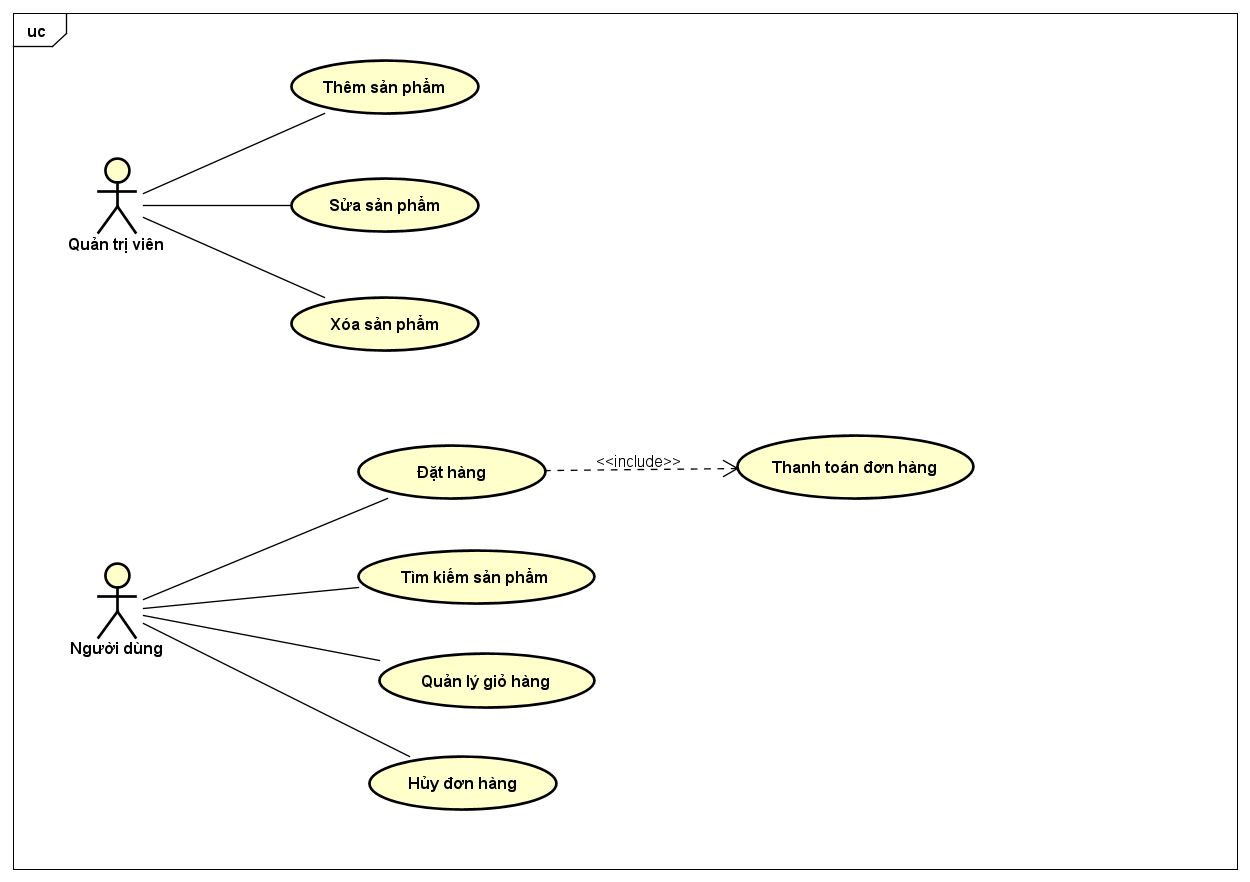 uc
Thêm sản phẩm
Sửa sản phẩm
Quản trị viên
Xóa sản phẩm
Đặt hàng
<<include>>
Thanh toán đơn hàng
Tìm kiếm sản phẩm
Người dùng
Quản lý giỏ hàng
Hủy đơn hàng